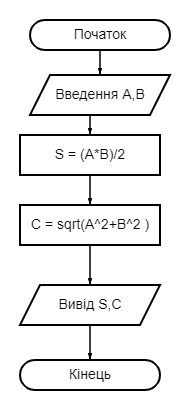 Початок
Введення A,B
S = (A*B)/2
C = sqrt(A^2+B^2 )
Вивід S,C
Кінець